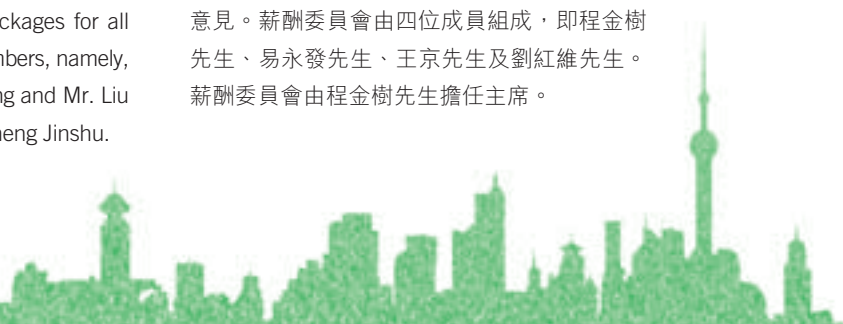 ckages for all
nbers, namely,
ng and Mr. Liu
heng Jinshu.
意見。薪酬委員會由四位成員組成，即程金樹
先生、易永發先生、王京先生及劉紅維先生。
薪酬委員會由程金樹先生擔任主席。